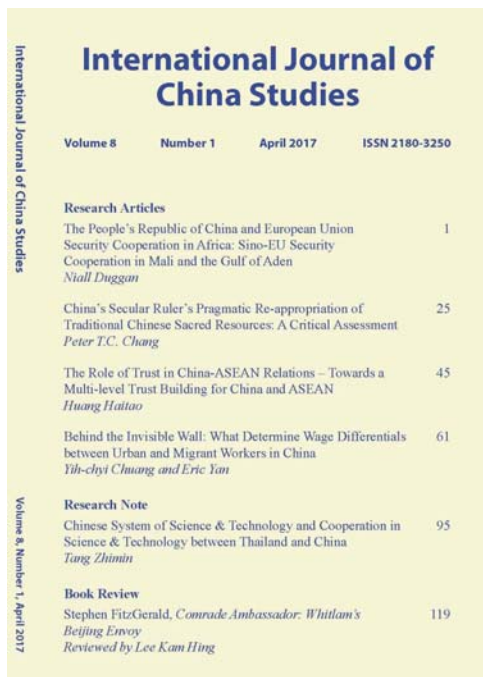 International Journal of
China Studies
Volume 8 Number 1 April 2017 ISSN 2180-3250
Research Articles
The People's Republic of China and European Union 1
Security Cooperation in Africa: Sino-EU Security
Cooperation in Mali and the Gulf of Aden
Niall Duggan
China's Secular Ruler's Pragmatic Re-appropriation of 25
Traditional Chinese Sacred Resources: A Critical Assessment
Peter T.C. Chang
The Role of Trust in China-ASEAN Relations – Towards a 45
Multi-level Trust Building for China and ASEAN
Huang Haitao
Behind the Invisible Wall: What Determine Wage Differentials 61
between Urban and Migrant Workers in China
Yih-chyi Chuang and Eric Yan
Research Note
Chinese System of Science & Technology and Cooperation in 95
Science & Technology between Thailand and China
Tang Zhimin
Book Review
Stephen FitzGerald, Comrade Ambassador: Whitlam's 119
Beijing Envoy
Reviewed by Lee Kam Hing
International Journal of China Studies
Volume 8, Number 1, April 2017